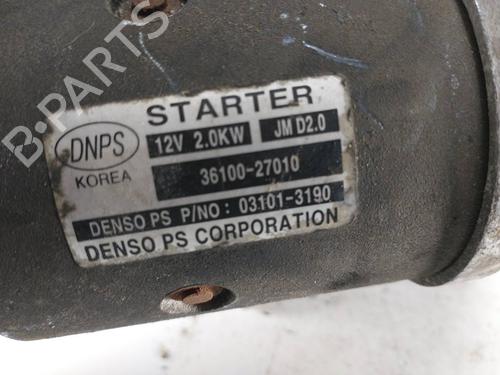 B-PARTS
STARTER
DNPS
12V 2.0KW
JM D2.0
KOREA
36100-27010
DENSO PS P/NO: 03101-3190
DENSO PS CORPORATION